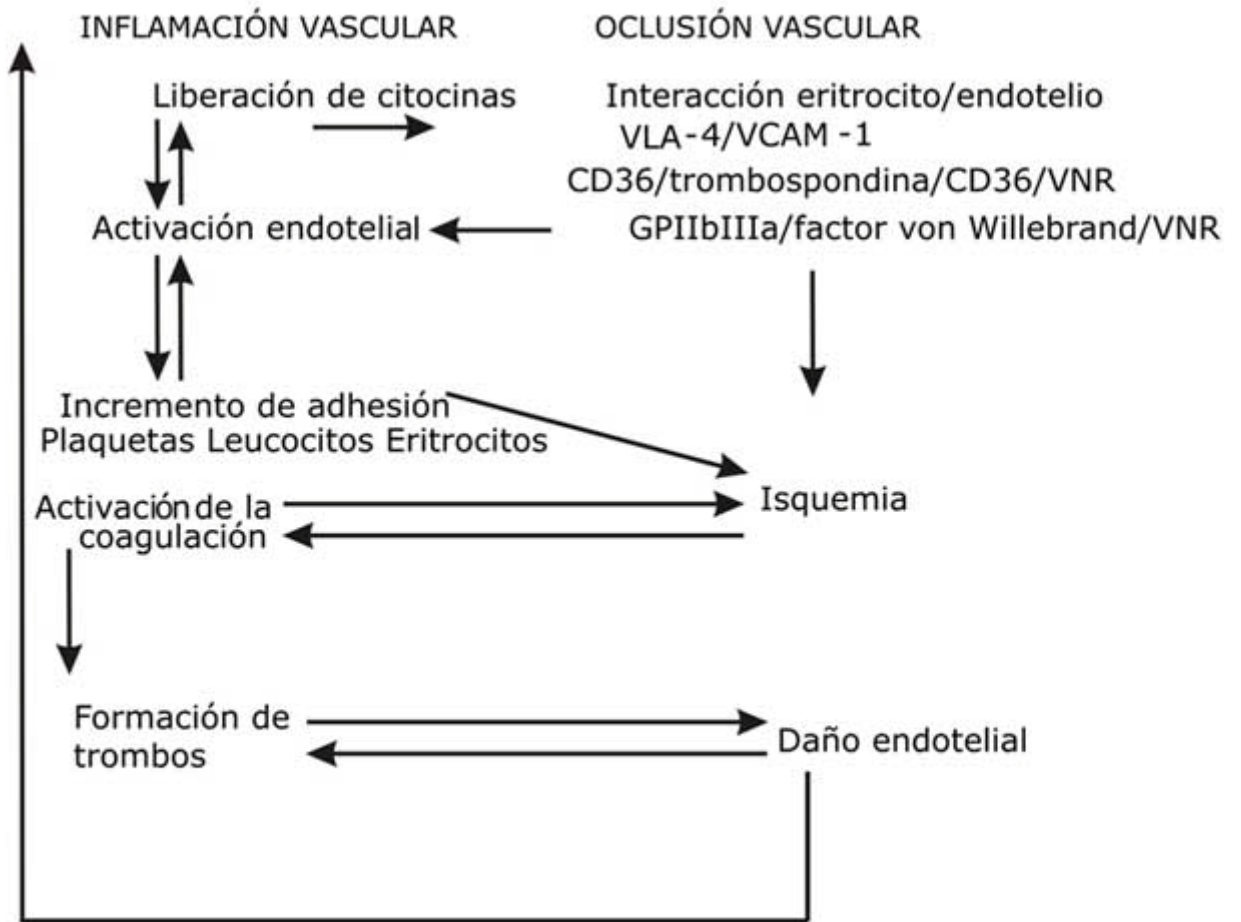 INFLAMACIÓN VASCULAR
OCLUSIÓN VASCULAR
Liberación de citocinas
Interacción eritrocito/endotelio
VLA-4/VCAM -1
CD36/trombospondina/CD36/VNR
Activación endotelial
GPIIbIIIa/factor von Willebrand/VNR
Incremento de adhesión
Plaquetas Leucocitos Eritrocitos
Activación de la
coagulación
Isquemia
Formación de
trombos
Daño endotelial